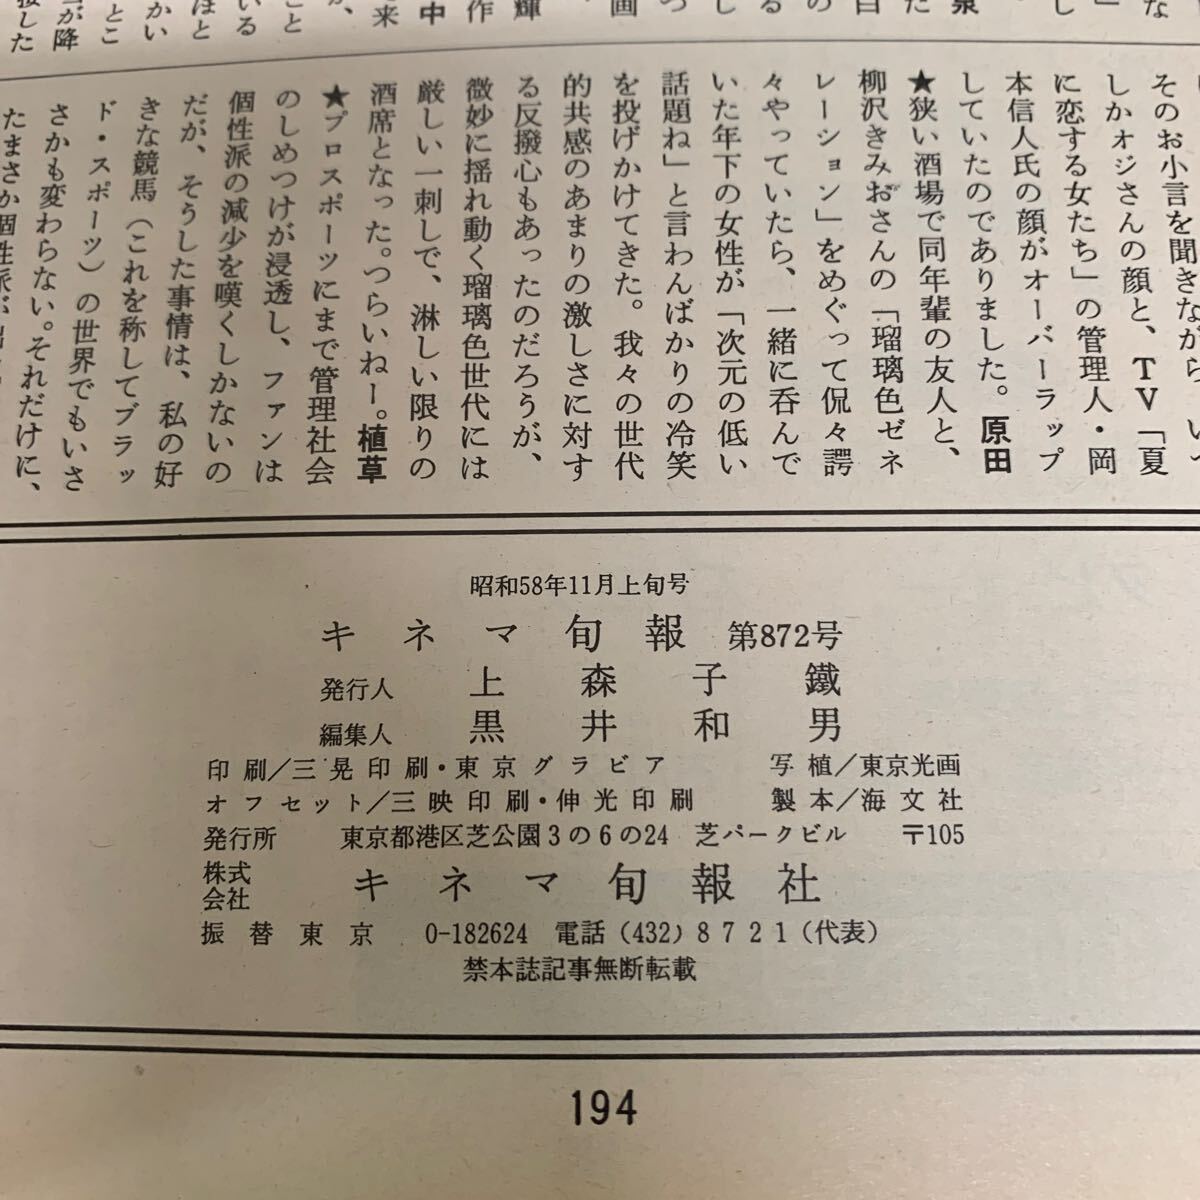 そのお小言を聞きながら、
しかオジさんの顔と、TV「夏
に恋する女たち」の管理人・岡
本信人氏の顔がオーバーラップ
していたのでありました。原田
★狭い酒場で同年輩の友人と、
柳沢きみおさんの「瑠璃色ゼネ
レーション」をめぐって侃々諤
々やっていたら、一緒に呑んで
いた年下の女性が「次元の低い
話題ね」と言わんばかりの冷笑
を投げかけてきた。我々の世代
的共感のあまりの激しさに対す
る反撥心もあったのだろうが、
微妙に揺れ動く瑠璃色世代には
厳しい一刺しで、淋しい限りの
酒席となった。つらいねー。植草
★プロスポーツにまで管理社会
のしめつけが浸透し、ファンは
個性派の減少を嘆くしかないの
だが、そうした事情は、私の好
きな競馬（これを称してブラッ
ド・スポーツ）の世界でもいさ
さかも変わらない。それだけに、
たまさか個性派が
昭和58年11月上旬号
キネマ旬報 第872号
発行人 上森子鐵
編集人 黒井和男
印刷/三晃印刷・東京グラビア 写植/東京光画
オフセット/三映印刷・伸光印刷 製本/海文社
発行所 東京都港区芝公園3の6の24 芝パークビル 〒105
株式会社 キネマ旬報社
振替東京 0-182624 電話(432)8721(代表)
禁本誌記事無断転載
194